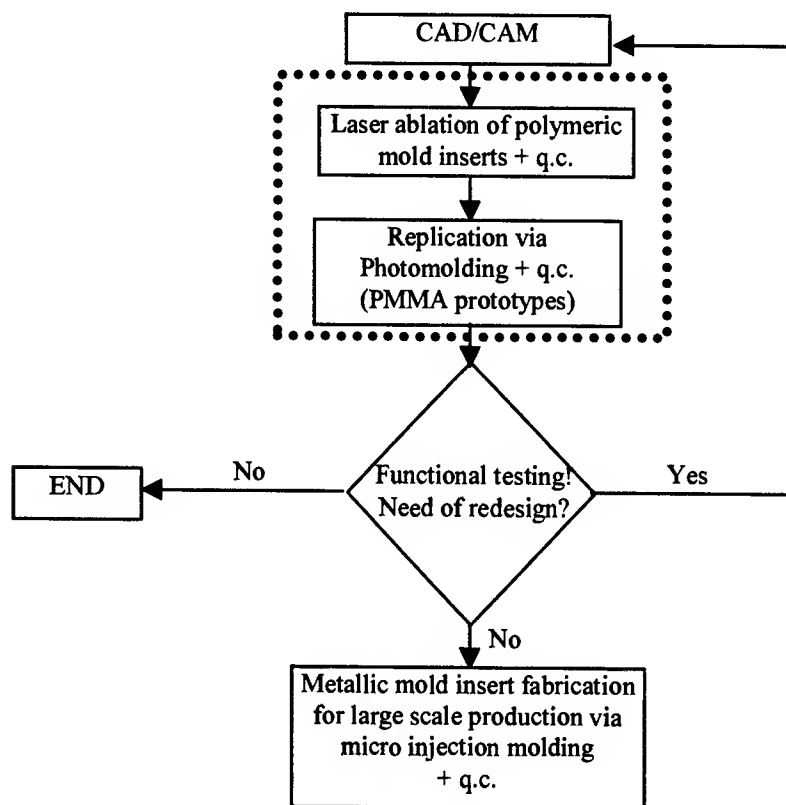 CAD/CAM
Laser ablation of polymeric
mold inserts + q.c.
Replication via
Photomolding + q.c.
(PMMA prototypes)
Functional testing!
Need of redesign?
No
END
Yes
No
Metallic mold insert fabrication
for large scale production via
micro injection molding
+ q.c.